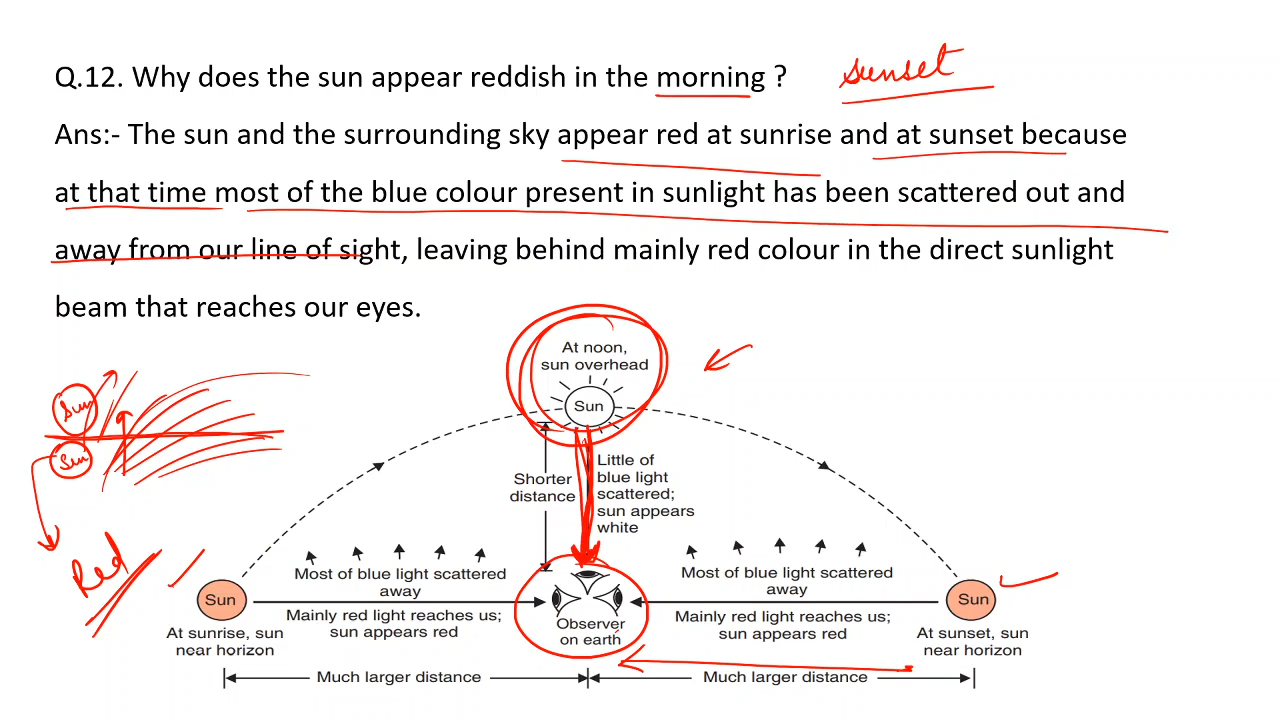 Q.12. Why does the sun appear reddish in the morning ? sunset
Ans:- The sun and the surrounding sky appear red at sunrise and at sunset because
at that time most of the blue colour present in sunlight has been scattered out and
away from our line of sight, leaving behind mainly red colour in the direct sunlight
beam that reaches our eyes.
At noon,
sun overhead
Sun
Sun
Sun
Red
Shorter
distance
Little of
blue light
scattered;
sun appears
white
Most of blue light scattered
away
Most of blue light scattered
away
Sun
Mainly red light reaches us;
sun appears red
Observer
on earth
Mainly red light reaches us;
sun appears red
Sun
At sunrise, sun
near horizon
At sunset, sun
near horizon
Much larger distance
Much larger distance